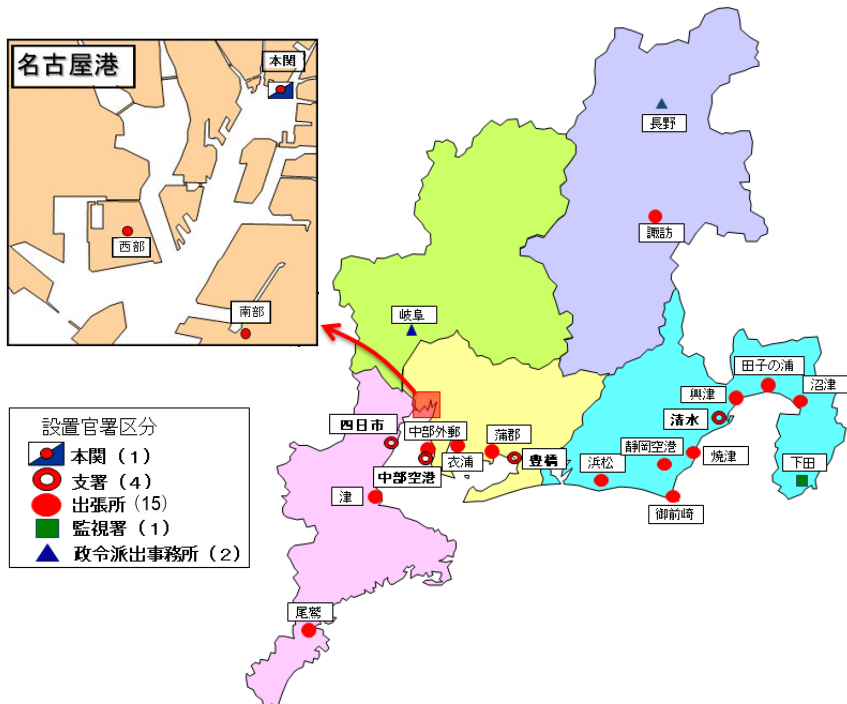 名古屋港
本関
西部
南部
長野
諏訪
岐阜
田子の浦
沼津
興津
清水
四日市
中部外郵
蒲郡
衣浦
豊橋
中部空港
静岡空港
浜松
焼津
下田
津
御前崎
尾鷲
設置官署区分
本関（1）
支署（4）
出張所（15）
監視署（1）
政令派出事務所（2）